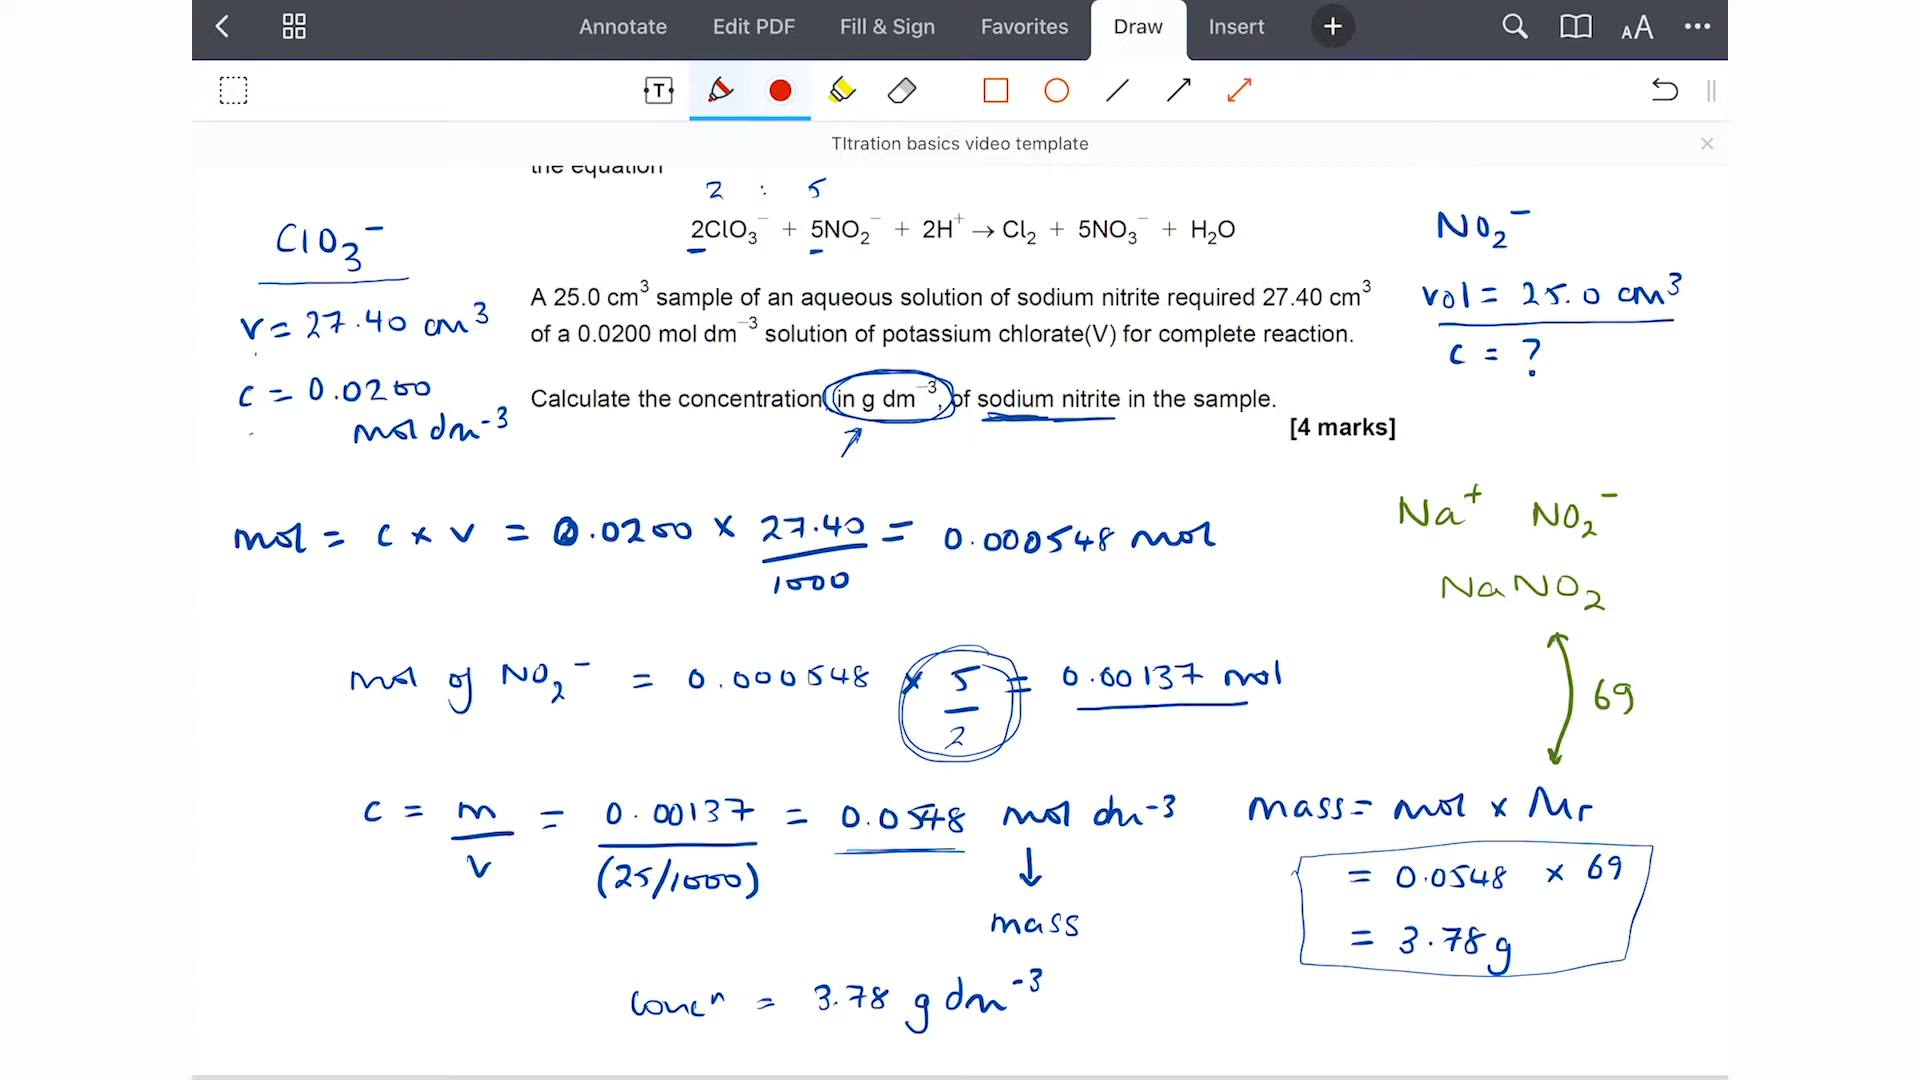 Annotate Edit PDF Fill & Sign Favorites Draw Insert
T AA
TItration basics video template
the equation
2 : 5
2ClO₃⁻ + 5NO₂⁻ + 2H⁺ → Cl₂ + 5NO₃⁻ + H₂O
ClO₃⁻
v = 27.40 cm³
c = 0.0200
mol dm⁻³
NO₂⁻
vol = 25.0 cm³
c = ?
A 25.0 cm³ sample of an aqueous solution of sodium nitrite required 27.40 cm³
of a 0.0200 mol dm⁻³ solution of potassium chlorate(V) for complete reaction.
Calculate the concentration, in g dm⁻³, of sodium nitrite in the sample.
[4 marks]
mol = c × v = 0.0200 × 27.40/1000 = 0.000548 mol
Na⁺ NO₂⁻
NaNO₂
69
mol of NO₂⁻ = 0.000548 × 5/2 = 0.00137 mol
c = m/v = 0.00137/(25/1000) = 0.0548 mol dm⁻³
↓
mass
mass = mol × Mr
= 0.0548 × 69
= 3.78 g
concⁿ = 3.78 g dm⁻³